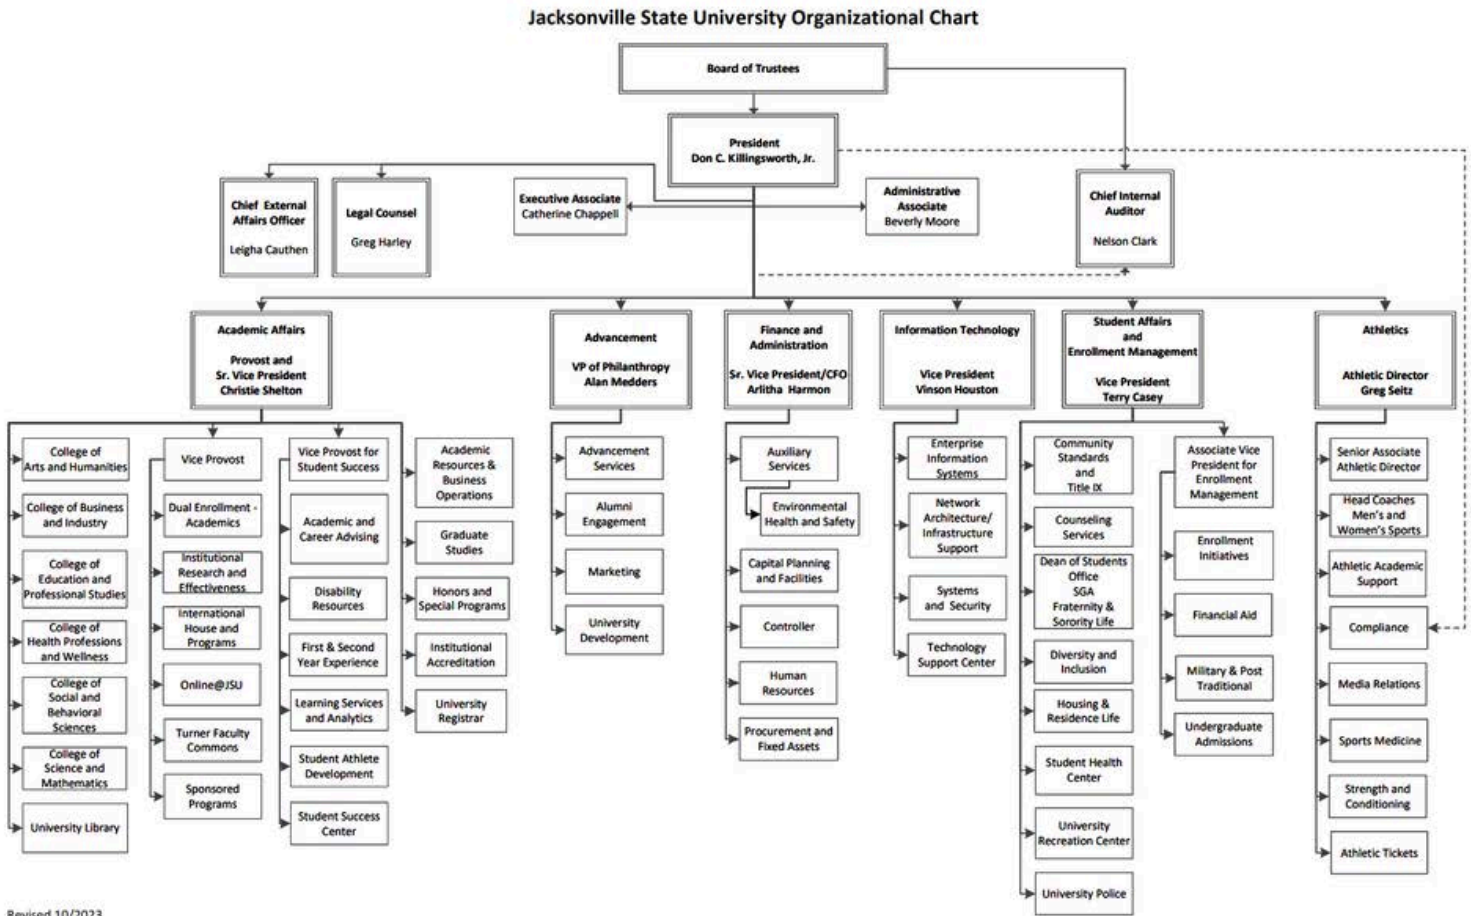 Jacksonville State University Organizational Chart
Board of Trustees
President
Don C. Killingsworth, Jr.
Chief External
Affairs Officer
Leigha Cauthen
Legal Counsel
Greg Harley
Executive Associate
Catherine Chappell
Administrative
Associate
Beverly Moore
Chief Internal
Auditor
Nelson Clark
Academic Affairs
Provost and
Sr. Vice President
Christie Shelton
Advancement
VP of Philanthropy
Alan Medders
Finance and
Administration
Sr. Vice President/CFO
Arlitha Harmon
Information Technology
Vice President
Vinson Houston
Student Affairs
and
Enrollment Management
Vice President
Terry Casey
Athletics
Athletic Director
Greg Seitz
College of
Arts and Humanities
College of Business
and Industry
College of
Education and
Professional Studies
College of
Health Professions
and Wellness
College of
Social and
Behavioral
Sciences
College of
Science and
Mathematics
University Library
Vice Provost
Dual Enrollment -
Academics
Institutional
Research and
Effectiveness
International
House and
Programs
Online@JSU
Turner Faculty
Commons
Sponsored
Programs
Vice Provost for
Student Success
Academic and
Career Advising
Disability
Resources
First & Second
Year Experience
Learning Services
and Analytics
Student Athlete
Development
Student Success
Center
Academic
Resources &
Business
Operations
Graduate
Studies
Honors and
Special Programs
Institutional
Accreditation
University
Registrar
Advancement
Services
Alumni
Engagement
Marketing
University
Development
Auxiliary
Services
Environmental
Health and Safety
Capital Planning
and Facilities
Controller
Human
Resources
Procurement and
Fixed Assets
Enterprise
Information
Systems
Network
Architecture/
Infrastructure
Support
Systems
and Security
Technology
Support Center
Community
Standards
and
Title IX
Counseling
Services
Dean of Students
Office
SGA
Fraternity &
Sorority Life
Diversity and
Inclusion
Housing &
Residence Life
Student Health
Center
University
Recreation Center
University Police
Associate Vice
President for
Enrollment
Management
Enrollment
Initiatives
Financial Aid
Military & Post
Traditional
Undergraduate
Admissions
Senior Associate
Athletic Director
Head Coaches
Men's and
Women's Sports
Athletic Academic
Support
Compliance
Media Relations
Sports Medicine
Strength and
Conditioning
Athletic Tickets
Revised 10/2023